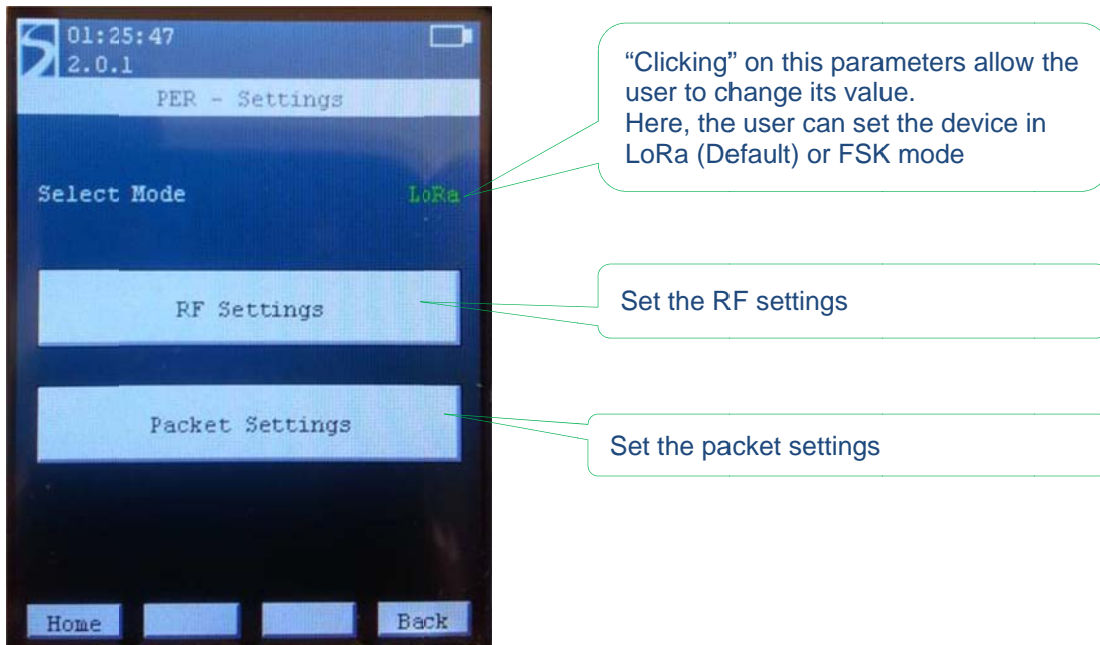 01:25:47
2.0.1
PER - Settings
Select Mode LoRa
RF Settings
Packet Settings
Home Back
“Clicking” on this parameters allow the
user to change its value.
Here, the user can set the device in
LoRa (Default) or FSK mode
Set the RF settings
Set the packet settings